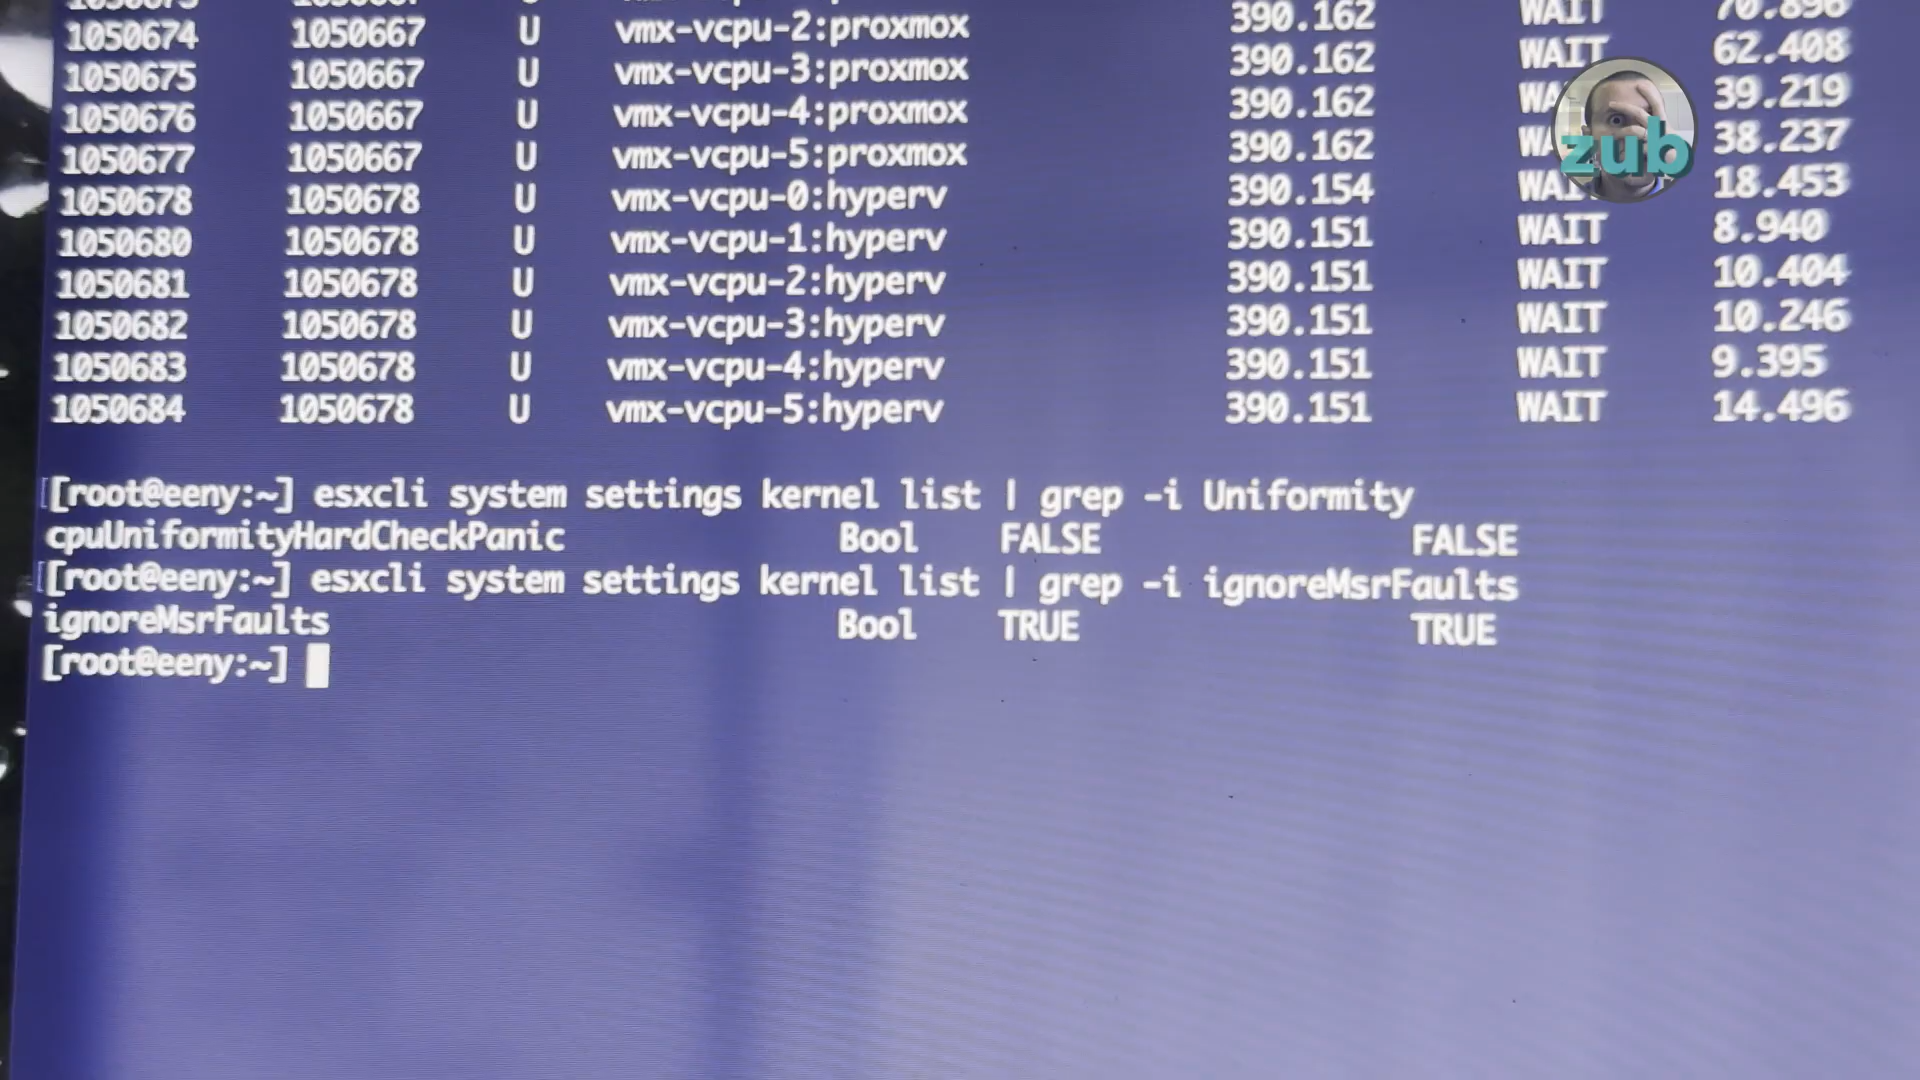 1050674 1050667 U vmx-vcpu-2:proxmox 390.162 WAIT 62.408
1050675 1050667 U vmx-vcpu-3:proxmox 390.162 39.219
1050676 1050667 U vmx-vcpu-4:proxmox 390.162 38.237
1050677 1050667 U vmx-vcpu-5:proxmox 390.162 18.453
1050678 1050678 U vmx-vcpu-0:hyperv 390.154 WAIT 8.940
1050680 1050678 U vmx-vcpu-1:hyperv 390.151 WAIT 10.404
1050681 1050678 U vmx-vcpu-2:hyperv 390.151 WAIT 10.246
1050682 1050678 U vmx-vcpu-3:hyperv 390.151 WAIT 9.395
1050683 1050678 U vmx-vcpu-4:hyperv 390.151 WAIT 14.496
1050684 1050678 U vmx-vcpu-5:hyperv 390.151
[root@eeny:~] esxcli system settings kernel list | grep -i Uniformity
cpuUniformityHardCheckPanic Bool FALSE FALSE
[root@eeny:~] esxcli system settings kernel list | grep -i ignoreMsrFaults
ignoreMsrFaults Bool TRUE TRUE
[root@eeny:~]
zub